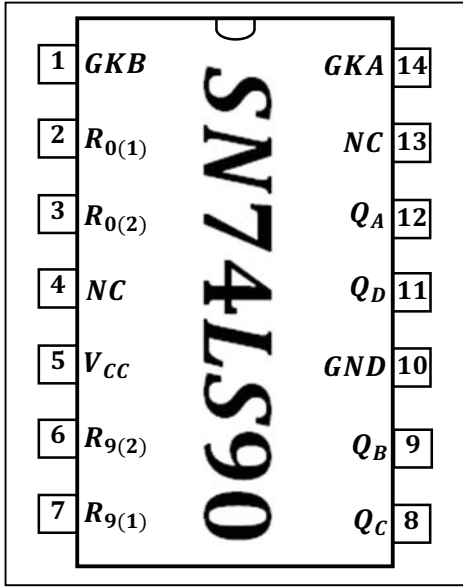 1 GKB GKA 14
2 R0(1) NC 13
3 R0(2) QA 12
4 NC QD 11
5 VCC GND 10
6 R9(2) QB 9
7 R9(1) QC 8
SN74LS90